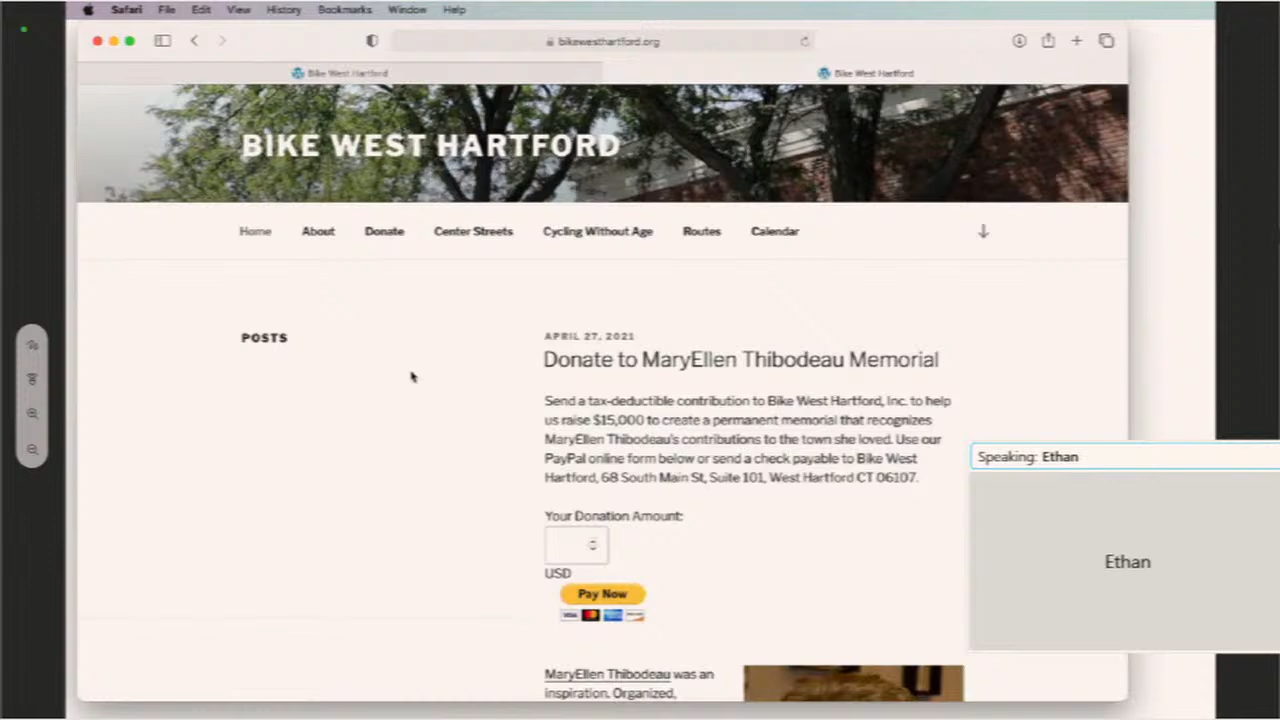 Safari File Edit View History Bookmarks Window Help
bikewesthartford.org
Bike West Hartford Bike West Hartford
BIKE WEST HARTFORD
Home About Donate Center Streets Cycling Without Age Routes Calendar
POSTS
APRIL 27, 2021
Donate to MaryEllen Thibodeau Memorial
Send a tax-deductible contribution to Bike West Hartford, Inc. to help
us raise $15,000 to create a permanent memorial that recognizes
MaryEllen Thibodeau's contributions to the town she loved. Use our
PayPal online form below or send a check payable to Bike West
Hartford, 68 South Main St, Suite 101, West Hartford CT 06107.
Speaking: Ethan
Ethan
Your Donation Amount:
USD
Pay Now
VISA
MaryEllen Thibodeau was an
inspiration. Organized,